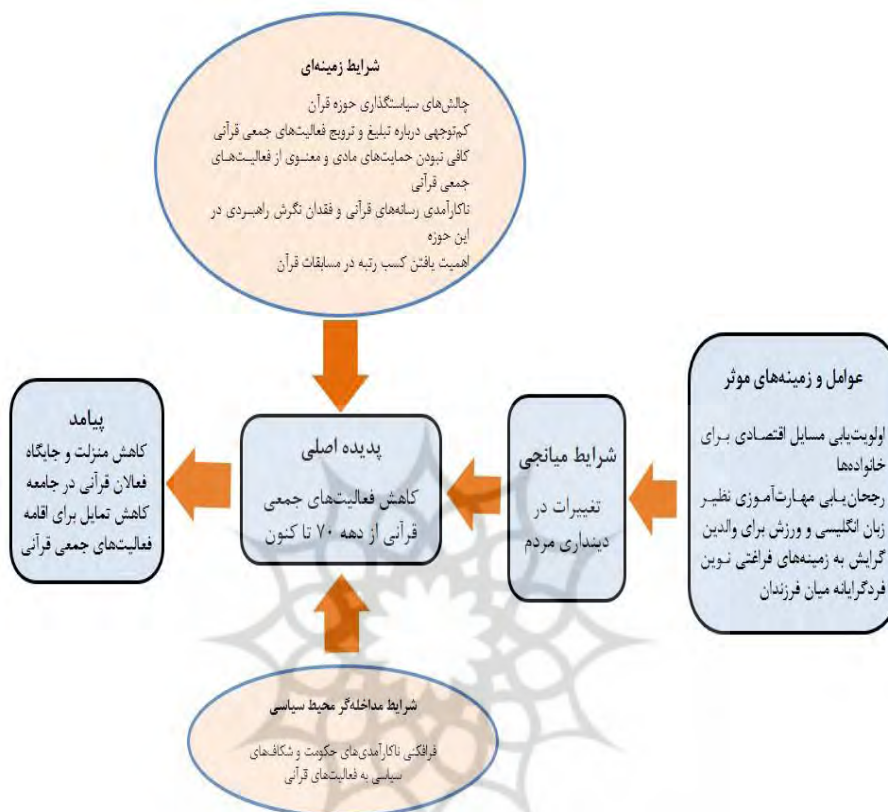 شرایط زمینه‌ای
چالش‌های سیاستگذاری حوزه قرآن
کم‌توجهی درباره تبلیغ و ترویج فعالیت‌های جمعی قرآنی
کافی نبودن حمایت‌های مادی و معنوی از فعالیت‌های
جمعی قرآنی
ناکارآمدی رسانه‌های قرآنی و فقدان نگرش راهبردی در
این حوزه
اهمیت یافتن کسب رتبه در مسابقات قرآن
عوامل و زمینه‌های موثر
اولویت‌یابی مسایل اقتصادی برای
خانواده‌ها
رجحان‌یابی مهارت‌آموزی نظیر
زبان انگلیسی و ورزش برای والدین
گرایش به زمینه‌های فراغتی نوین
فردگرایانه میان فرزندان
شرایط میانجی
تغییرات در
دینداری مردم
پدیده اصلی
کاهش فعالیت‌های جمعی
قرآنی از دهه ۷۰ تا کنون
پیامد
کاهش منزلت و جایگاه
فعالان قرآنی در جامعه
کاهش تمایل برای اقامه
فعالیت‌های جمعی قرآنی
شرایط مداخله‌گر محیط سیاسی
فرافکنی ناکارآمدی‌های حکومت و شکاف‌های
سیاسی به فعالیت‌های قرآنی